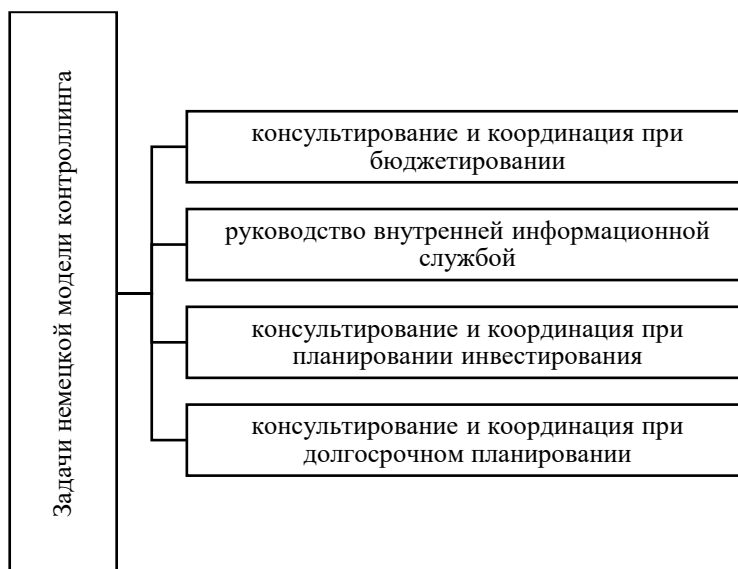 Задачи немецкой модели контроллинга
консультирование и координация при
бюджетировании
руководство внутренней информационной
службой
консультирование и координация при
планировании инвестирования
консультирование и координация при
долгосрочном планировании